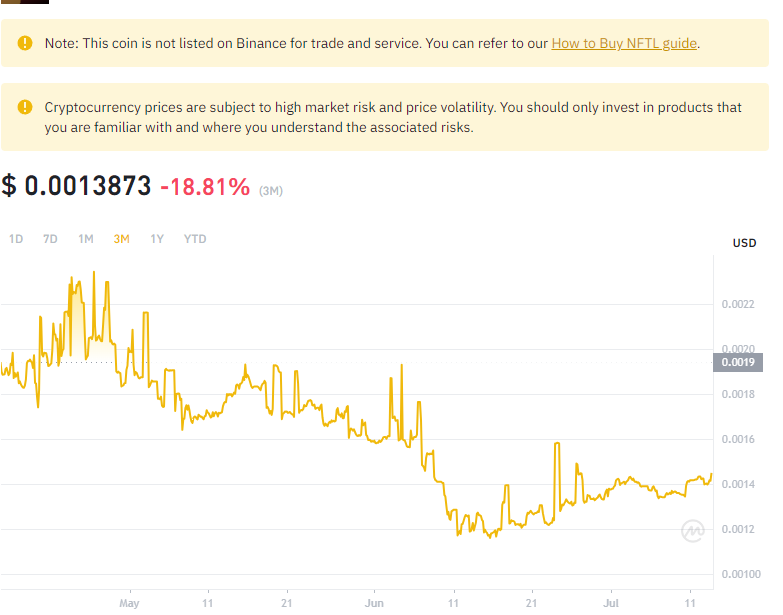 Note: This coin is not listed on Binance for trade and service. You can refer to our How to Buy NFTL guide.
Cryptocurrency prices are subject to high market risk and price volatility. You should only invest in products that
you are familiar with and where you understand the associated risks.
$ 0.0013873 -18.81% (3M)
1D 7D 1M 3M 1Y YTD
USD
0.0022
0.0020
0.0019
0.0018
0.0016
0.0014
0.0012
0.00100
May 11 21 Jun 11 21 Jul 11